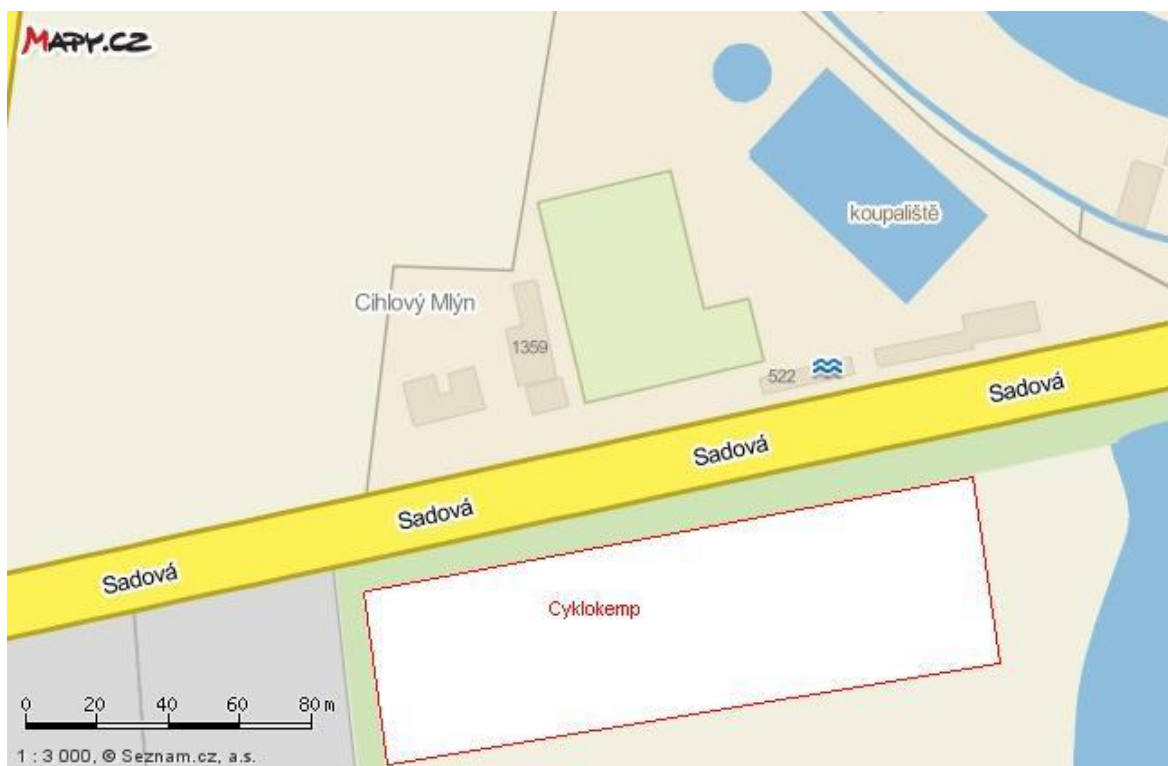 MAPY.CZ
koupaliště
Cihlový Mlýn
1359
522
Sadová
Sadová
Sadová
Sadová
Cyklokemp
0 20 40 60 80 m
1 : 3 000, © Seznam.cz, a.s.